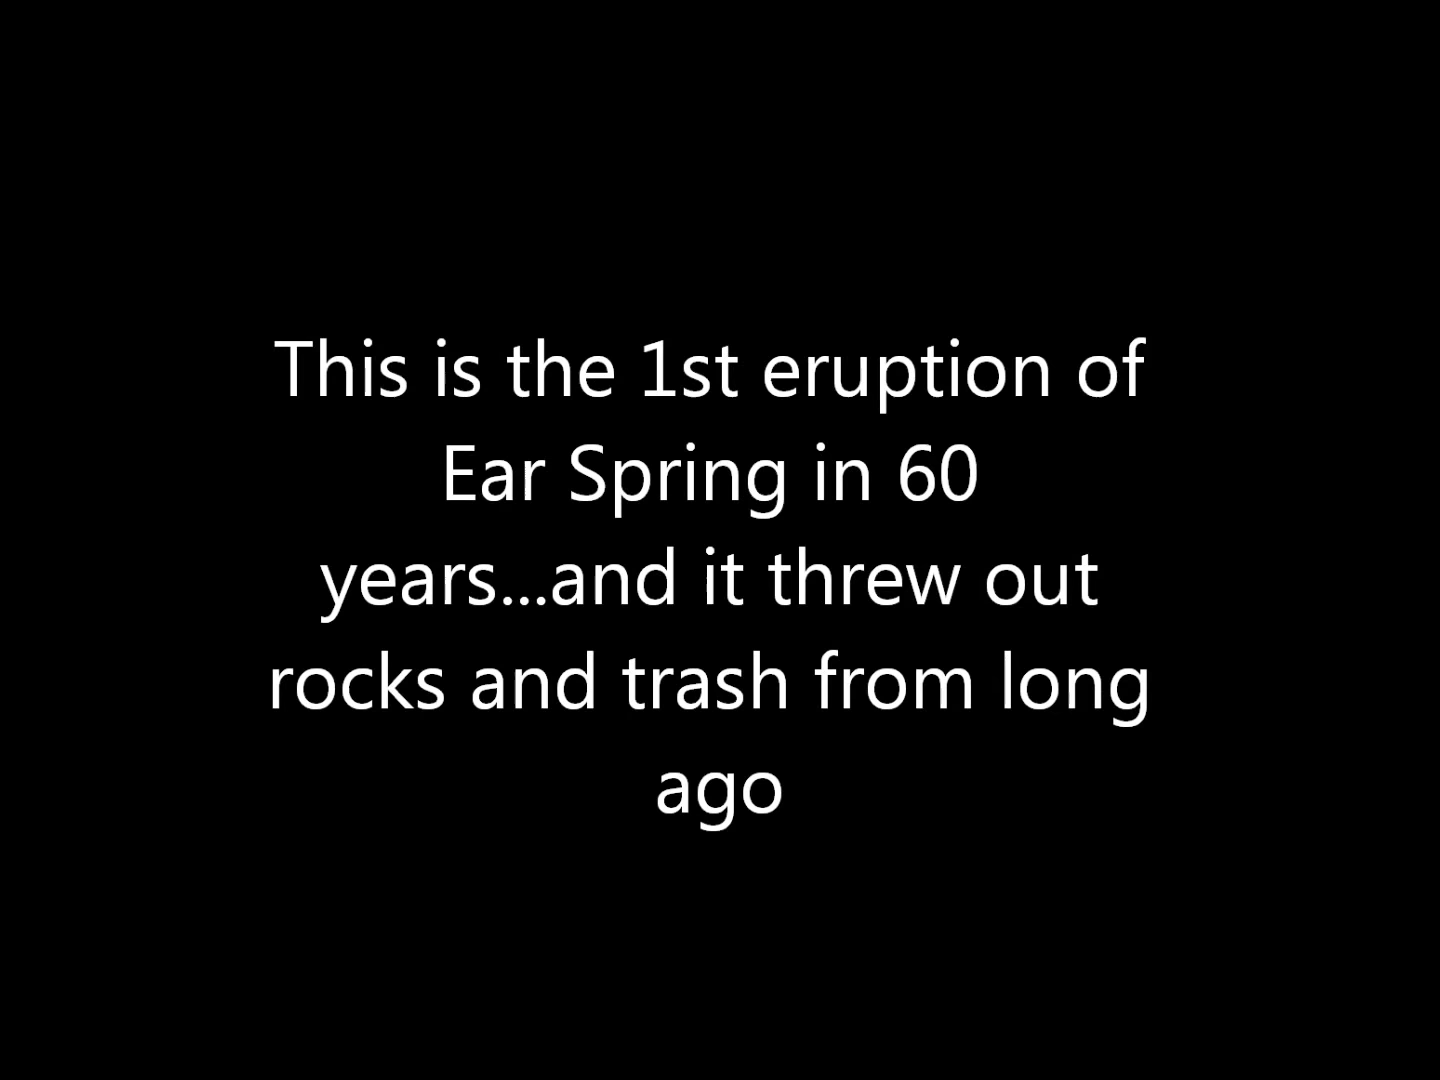 This is the 1st eruption of
Ear Spring in 60
years...and it threw out
rocks and trash from long
ago